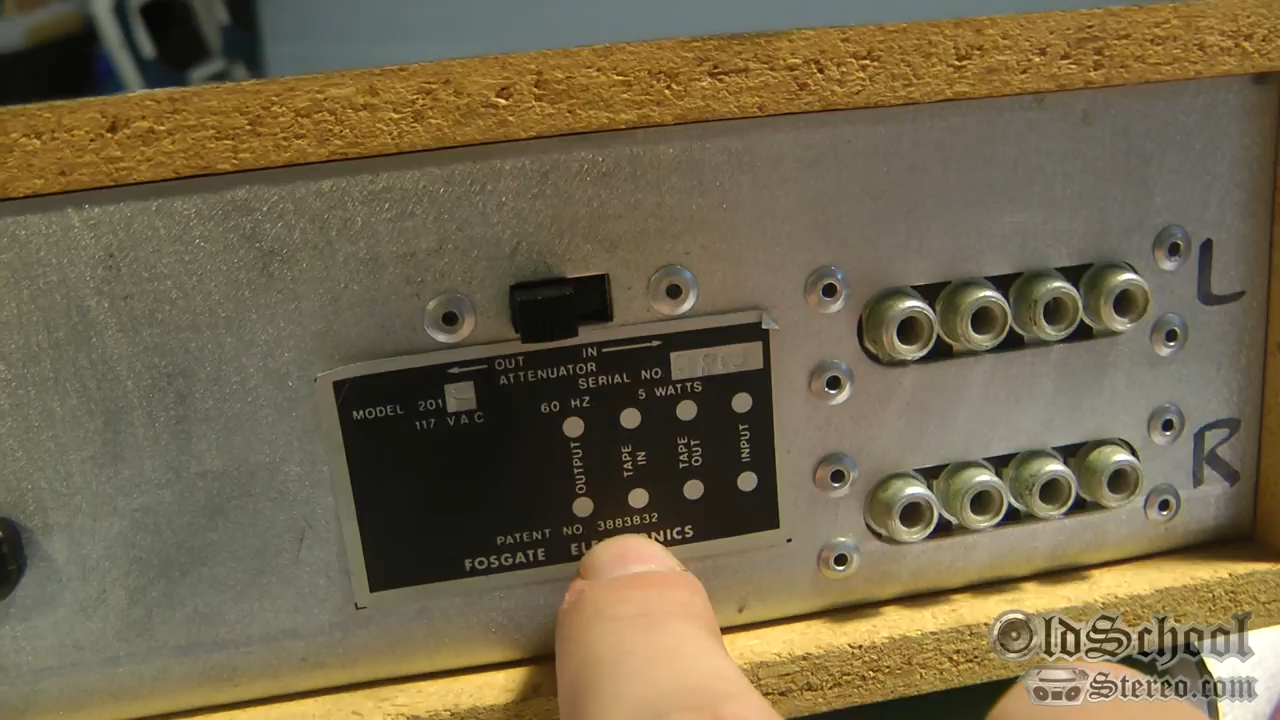 ← OUT IN →
ATTENUATOR
SERIAL NO.
MODEL 201
117 VAC
60 HZ 5 WATTS
OUTPUT
TAPE IN
TAPE OUT
INPUT
PATENT NO. 3883832
FOSGATE
L
R
OldSchool
Stereo.com